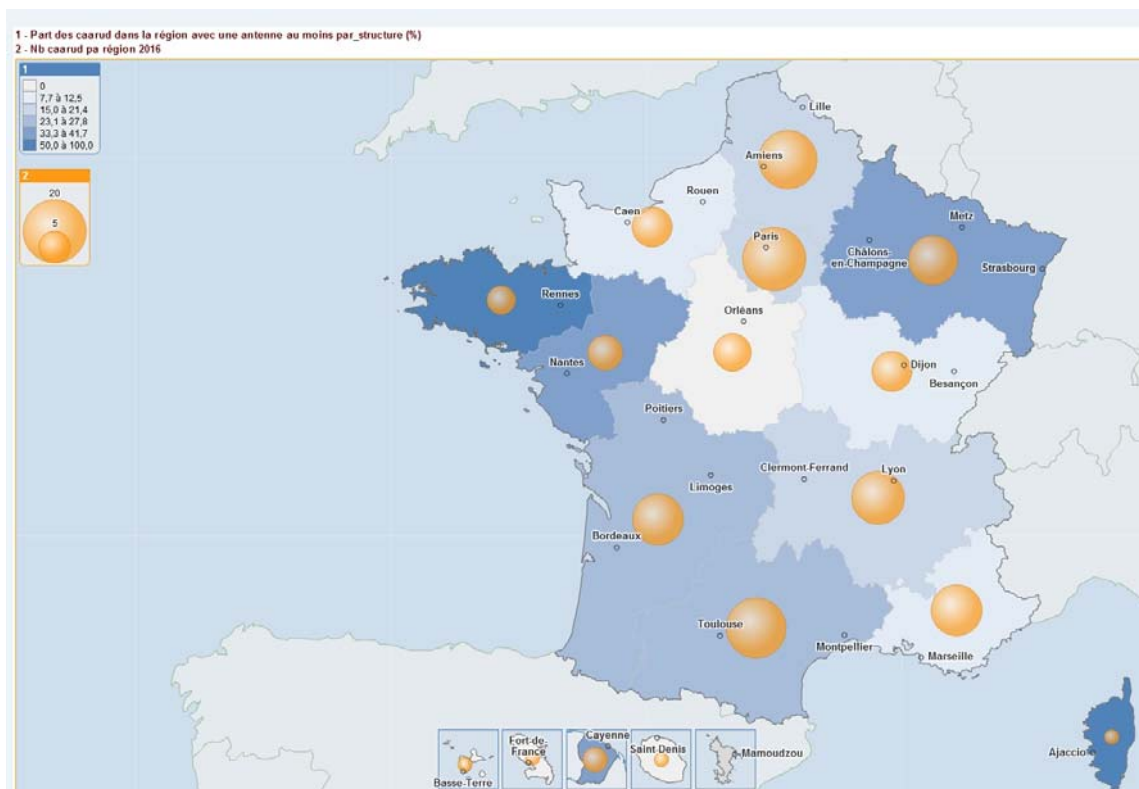 1 - Part des caarud dans la région avec une antenne au moins par_structure (%)
2 - Nb caarud pa région 2016
1
0
7,7 à 12,5
15,0 à 21,4
23,1 à 27,8
33,3 à 41,7
50,0 à 100,0
2
20
5
Lille
Amiens
Rouen
Caen
Metz
Paris
Châlons-
en-Champagne
Strasbourg
Rennes
Orléans
Nantes
Dijon
Besançon
Poitiers
Clermont-Ferrand
Lyon
Limoges
Bordeaux
Toulouse
Montpellier
Marseille
Ajaccio
Basse-Terre
Fort-de-
France
Cayenne
Saint-Denis
Mamoudzou